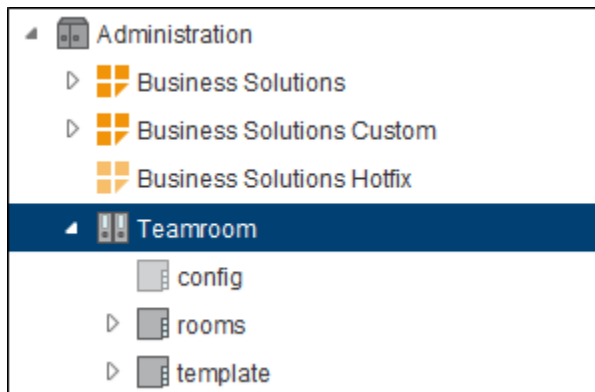 Administration
Business Solutions
Business Solutions Custom
Business Solutions Hotfix
Teamroom
config
rooms
template